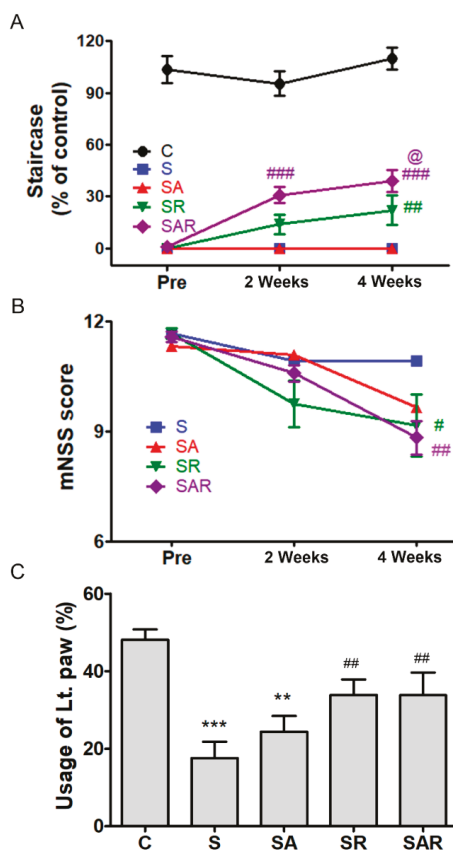 A
Staircase
(% of control)
120
90
60
30
0
C
S
SA
SR
SAR
###
@
###
##
Pre
2 Weeks
4 Weeks
B
mNSS score
12
9
6
S
SA
SR
SAR
#
##
Pre
2 Weeks
4 Weeks
C
Usage of Lt. paw (%)
60
40
20
0
***
**
##
##
C S SA SR SAR